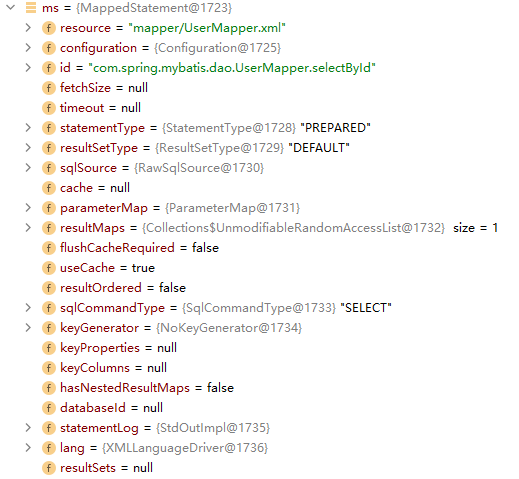 ms = {MappedStatement@1723}
f resource = "mapper/UserMapper.xml"
f configuration = {Configuration@1725}
f id = "com.spring.mybatis.dao.UserMapper.selectById"
f fetchSize = null
f timeout = null
f statementType = {StatementType@1728} "PREPARED"
f resultSetType = {ResultSetType@1729} "DEFAULT"
f sqlSource = {RawSqlSource@1730}
f cache = null
f parameterMap = {ParameterMap@1731}
f resultMaps = {Collections$UnmodifiableRandomAccessList@1732} size = 1
f flushCacheRequired = false
f useCache = true
f resultOrdered = false
f sqlCommandType = {SqlCommandType@1733} "SELECT"
f keyGenerator = {NoKeyGenerator@1734}
f keyProperties = null
f keyColumns = null
f hasNestedResultMaps = false
f databaseId = null
f statementLog = {StdOutImpl@1735}
f lang = {XMLLanguageDriver@1736}
f resultSets = null